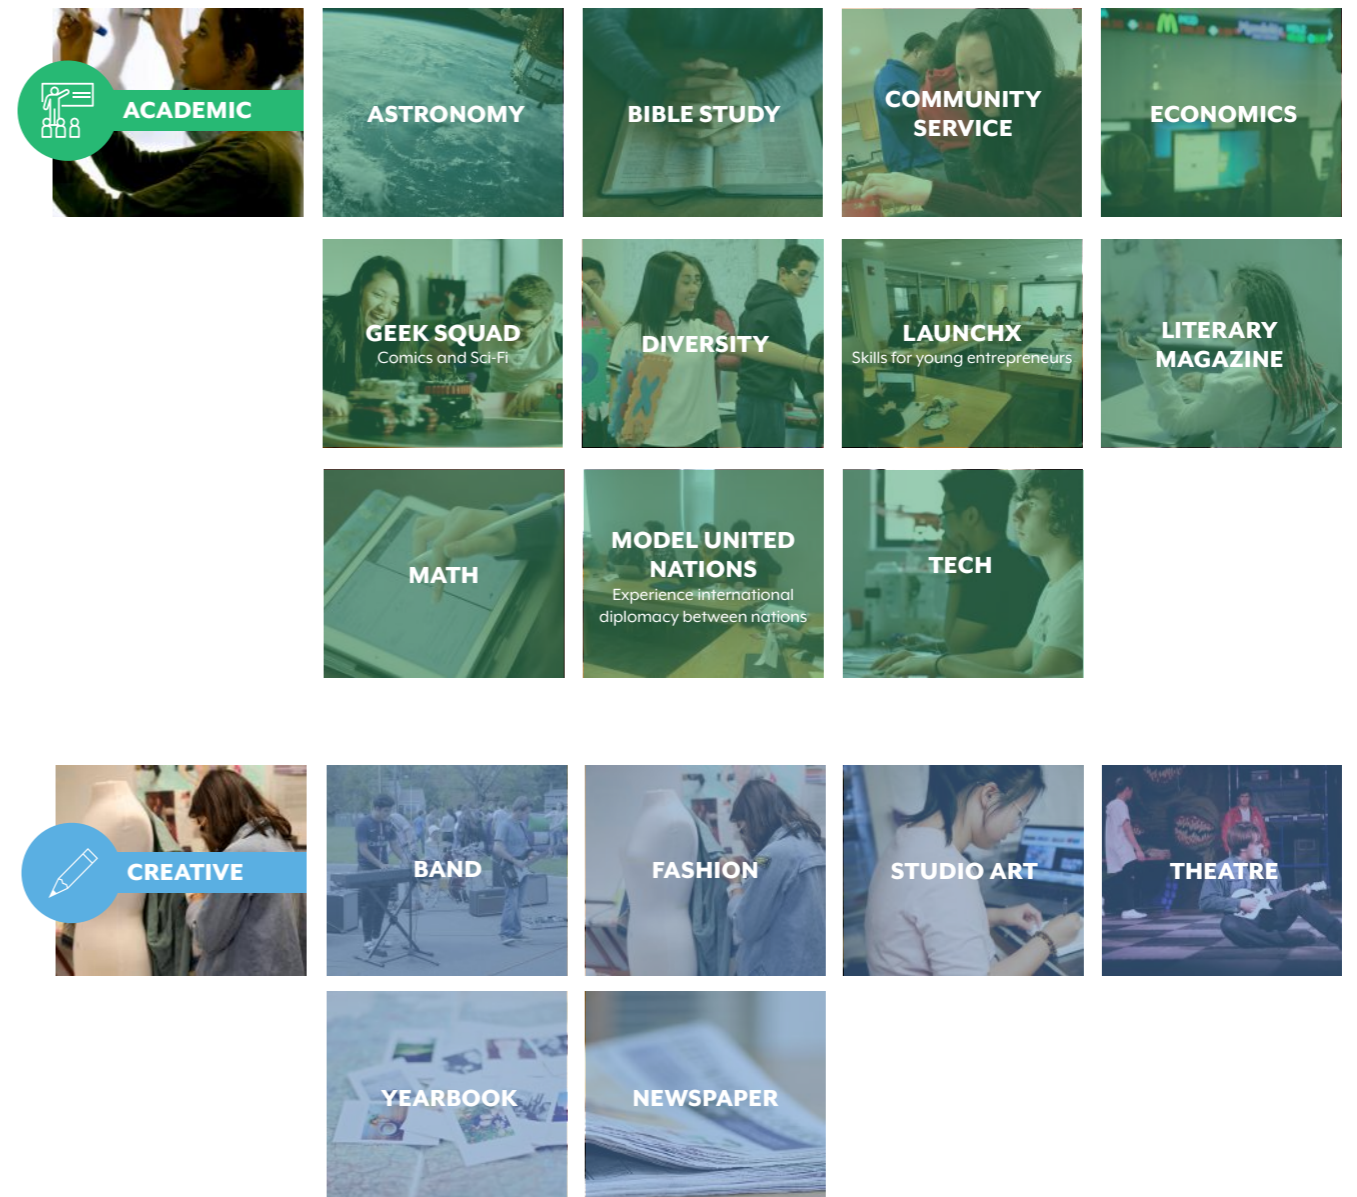 ACADEMIC
ASTRONOMY
BIBLE STUDY
COMMUNITY
SERVICE
ECONOMICS
GEEK SQUAD
Comics and Sci-Fi
DIVERSITY
LAUNCHX
Skills for young entrepreneurs
LITERARY
MAGAZINE
MATH
MODEL UNITED
NATIONS
Experience international
diplomacy between nations
TECH
CREATIVE
BAND
FASHION
STUDIO ART
THEATRE
YEARBOOK
NEWSPAPER